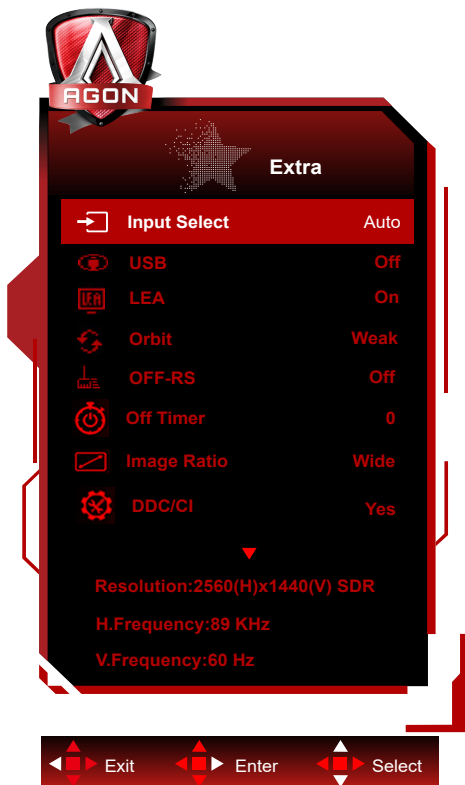 AGON
Extra
Input Select Auto
USB Off
LEA On
Orbit Weak
OFF-RS Off
Off Timer 0
Image Ratio Wide
DDC/CI Yes
Resolution:2560(H)x1440(V) SDR
H.Frequency:89 KHz
V.Frequency:60 Hz
Exit Enter Select